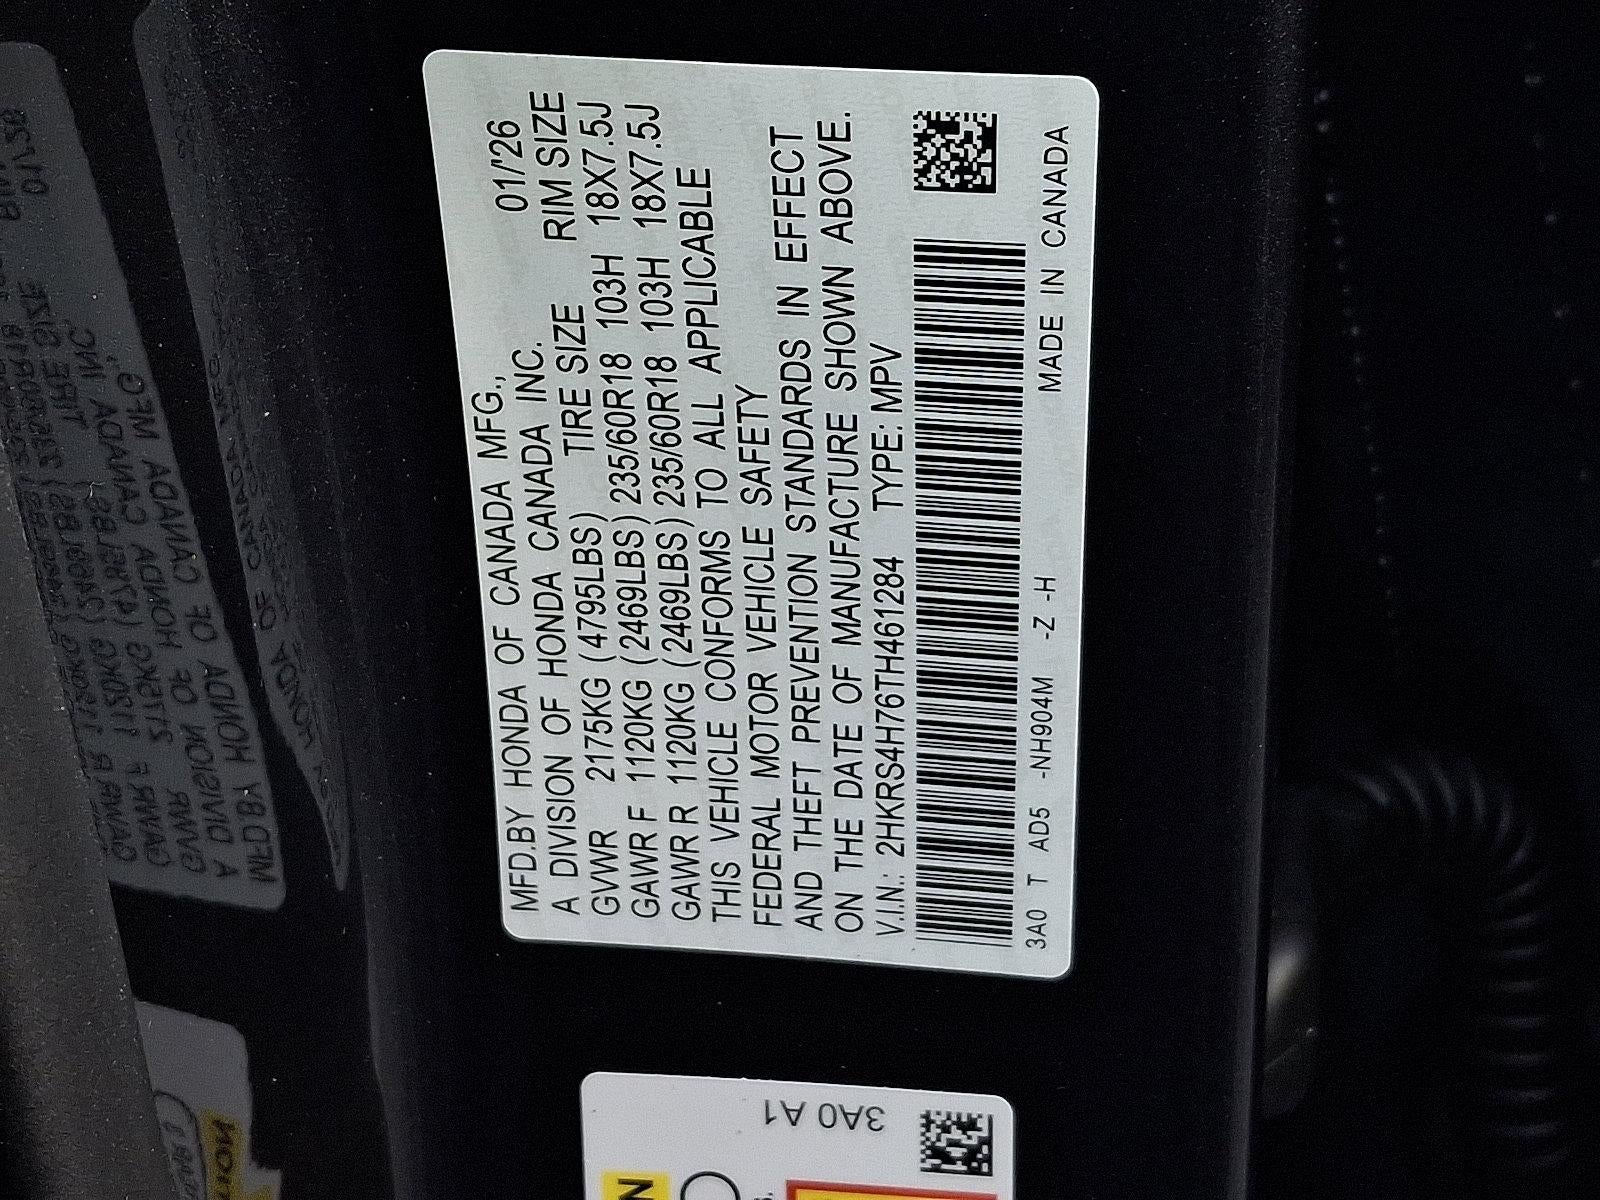 MFD.BY HONDA OF CANADA MFG., 01/'26
A DIVISION OF HONDA CANADA INC.
TIRE SIZE RIM SIZE
GVWR 2175KG (4795LBS)
GAWR F 1120KG (2469LBS) 235/60R18 103H 18X7.5J
GAWR R 1120KG (2469LBS) 235/60R18 103H 18X7.5J
THIS VEHICLE CONFORMS TO ALL APPLICABLE
FEDERAL MOTOR VEHICLE SAFETY
AND THEFT PREVENTION STANDARDS IN EFFECT
ON THE DATE OF MANUFACTURE SHOWN ABOVE.
V.I.N.: 2HKRS4H76TH461284 TYPE: MPV
3A0 T AD5 -NH904M -Z -H MADE IN CANADA
3A0 A1